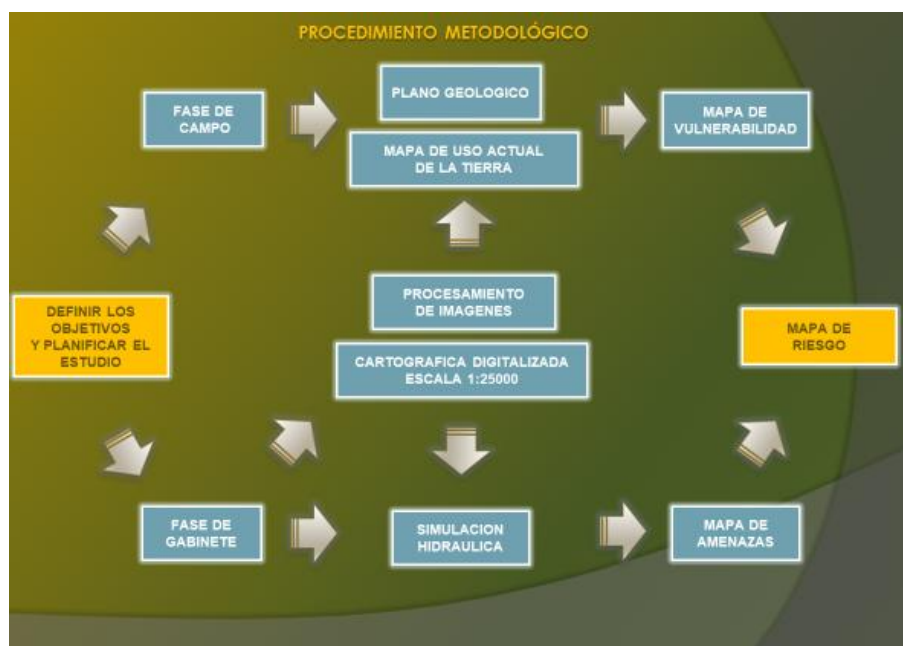 PROCEDIMIENTO METODOLÓGICO
FASE DE
CAMPO
PLANO GEOLOGICO
MAPA DE USO ACTUAL
DE LA TIERRA
MAPA DE
VULNERABILIDAD
DEFINIR LOS
OBJETIVOS
Y PLANIFICAR EL
ESTUDIO
PROCESAMIENTO
DE IMAGENES
CARTOGRAFICA DIGITALIZADA
ESCALA 1:25000
MAPA DE
RIESGO
FASE DE
GABINETE
SIMULACION
HIDRAULICA
MAPA DE
AMENAZAS